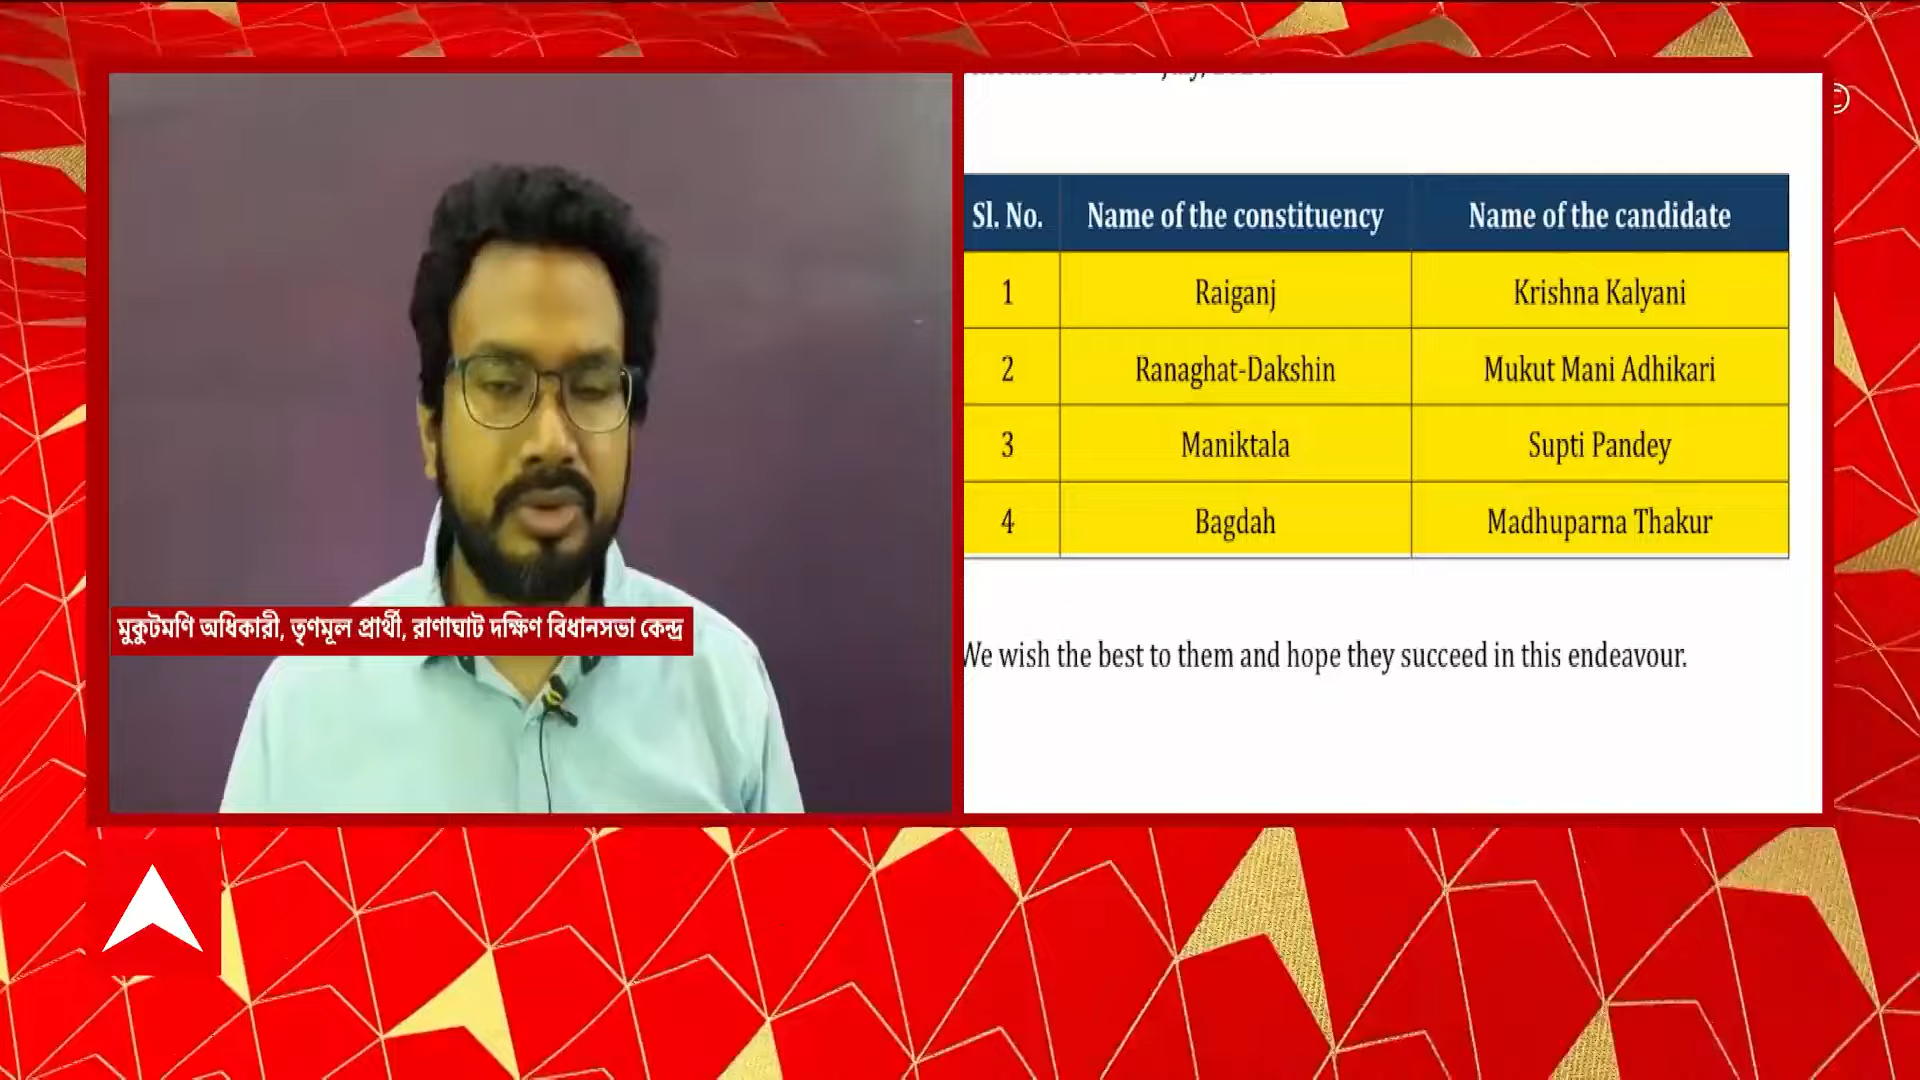 Sl. No. Name of the constituency Name of the candidate
1 Raiganj Krishna Kalyani
2 Ranaghat-Dakshin Mukut Mani Adhikari
3 Maniktala Supti Pandey
4 Bagdah Madhuparna Thakur
We wish the best to them and hope they succeed in this endeavour.
মুকুটমণি অধিকারী, তৃণমূল প্রার্থী, রাণাঘাট দক্ষিণ বিধানসভা কেন্দ্র